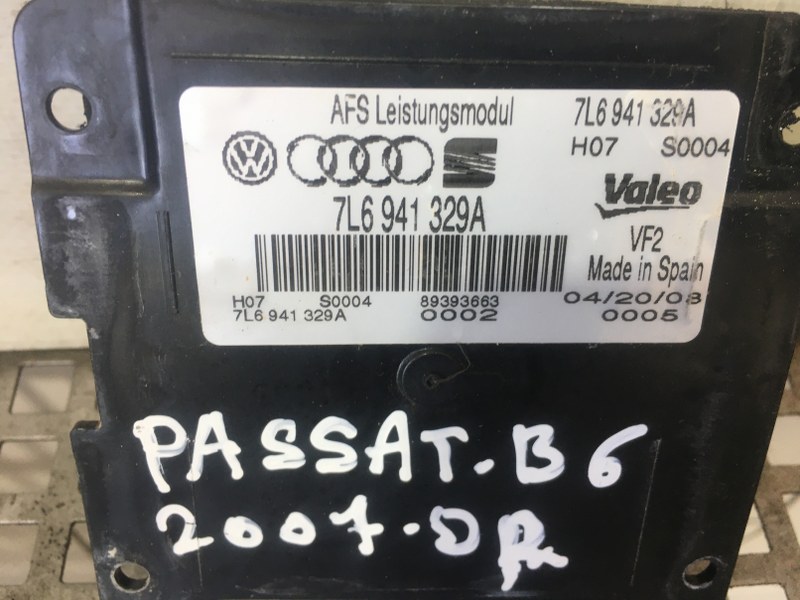 AFS Leistungsmodul
7L6 941 329A
H07 S0004
Valeo
7L6 941 329A
VF2
Made in Spain
H07 S0004 89393663
04/20/08
7L6 941 329A 0002
0005
PASSAT.B6
2007.